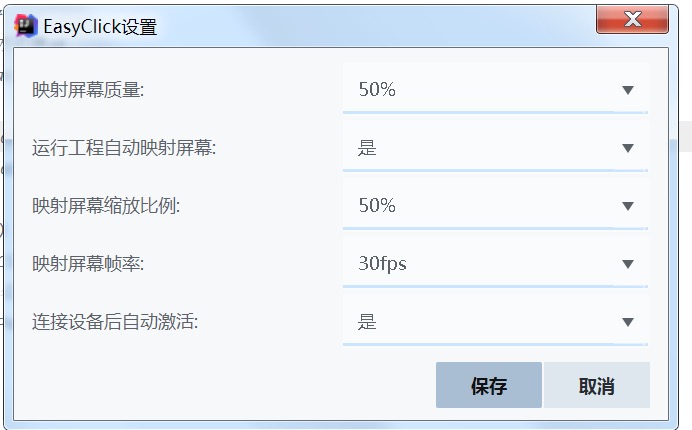 EasyClick设置
映射屏幕质量: 50%
运行工程自动映射屏幕: 是
映射屏幕缩放比例: 50%
映射屏幕帧率: 30fps
连接设备后自动激活: 是
保存 取消